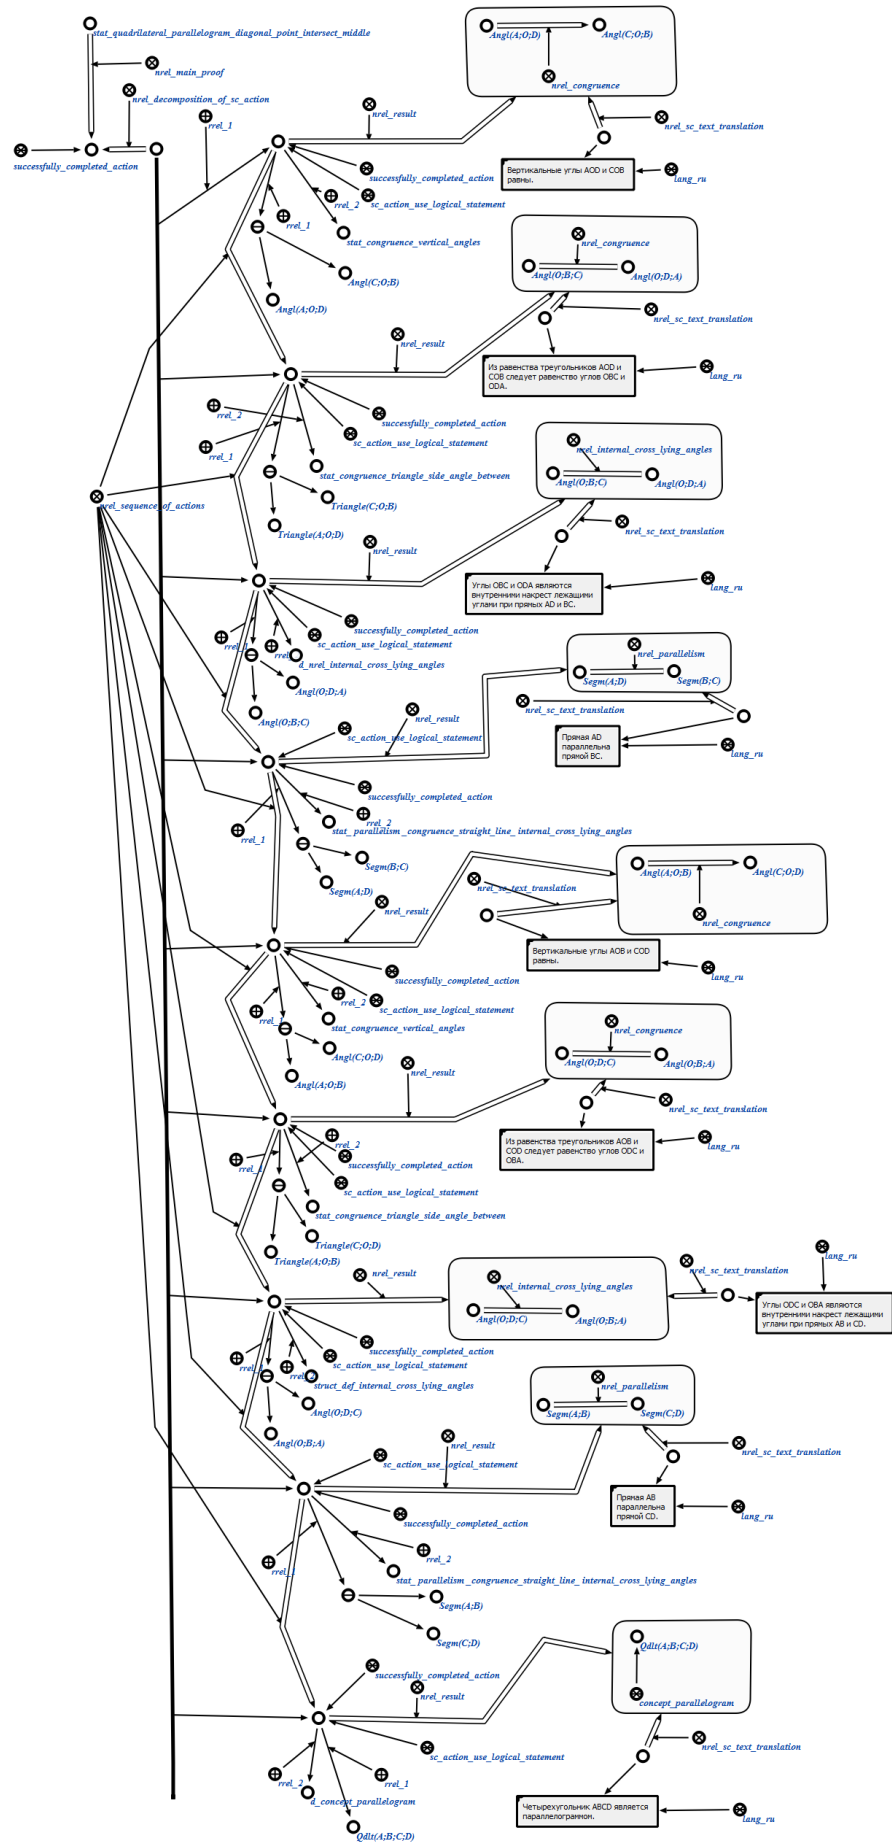 Angl(A;O;D)
Angl(C;O;B)
stat_quadrilateral_parallelogram_diagonal_point_intersect_middle
nrel_main_proof
nrel_congruence
nrel_decomposition_of_sc_action
nrel_result
rrel_1
nrel_sc_text_translation
successfully_completed_action
successfully_completed_action
Вертикальные углы AOD и COB
равны.
lang_ru
rrel_2
sc_action_use_logical_statement
rrel_1
stat_congruence_vertical_angles
nrel_congruence
Angl(C;O;B)
Angl(O;B;C)
Angl(O;D;A)
Angl(A;O;D)
nrel_sc_text_translation
nrel_result
Из равенства треугольников AOD и
COB следует равенство углов OBC и
ODA.
lang_ru
rrel_2
successfully_completed_action
sc_action_use_logical_statement
rrel_1
nrel_internal_cross_lying_angles
stat_congruence_triangle_side_angle_between
Angl(O;B;C)
Angl(O;D;A)
Triangle(C;O;B)
nrel_sequence_of_actions
Triangle(A;O;D)
nrel_sc_text_translation
nrel_result
Углы OBC и ODA являются
внутренними накрест лежащими
углами при прямых AD и BC.
lang_ru
successfully_completed_action
rrel_1
sc_action_use_logical_statement
rrel_2
d_nrel_internal_cross_lying_angles
nrel_parallelism
Segm(A;D)
Segm(B;C)
Angl(O;D;A)
Angl(O;B;C)
nrel_sc_text_translation
nrel_result
sc_action_use_logical_statement
Прямая AD
параллельна
прямой BC.
lang_ru
successfully_completed_action
rrel_2
rrel_1
stat_parallelism_congruence_straight_line_internal_cross_lying_angles
Segm(B;C)
Segm(A;D)
Angl(A;O;B)
Angl(C;O;D)
nrel_sc_text_translation
nrel_result
nrel_congruence
Вертикальные углы AOB и COD
равны.
lang_ru
successfully_completed_action
rrel_2
sc_action_use_logical_statement
rrel_1
stat_congruence_vertical_angles
nrel_congruence
Angl(C;O;D)
Angl(O;D;C)
Angl(O;B;A)
nrel_result
Angl(A;O;B)
nrel_sc_text_translation
Из равенства треугольников AOB и
COD следует равенство углов ODC и
OBA.
lang_ru
rrel_2
rrel_1
successfully_completed_action
sc_action_use_logical_statement
stat_congruence_triangle_side_angle_between
Triangle(C;O;D)
Triangle(A;O;B)
lang_ru
nrel_result
nrel_internal_cross_lying_angles
nrel_sc_text_translation
Angl(O;D;C)
Angl(O;B;A)
Углы ODC и OBA являются
внутренними накрест лежащими
углами при прямых AB и CD.
successfully_completed_action
rrel_1
sc_action_use_logical_statement
rrel_2
struct_def_internal_cross_lying_angles
nrel_parallelism
Angl(O;D;C)
Segm(A;B)
Segm(C;D)
Angl(O;B;A)
nrel_result
nrel_sc_text_translation
sc_action_use_logical_statement
Прямая AB
параллельна
прямой CD.
lang_ru
successfully_completed_action
rrel_2
rrel_1
stat_parallelism_congruence_straight_line_internal_cross_lying_angles
Segm(A;B)
Segm(C;D)
Qdlt(A;B;C;D)
successfully_completed_action
nrel_result
concept_parallelogram
nrel_sc_text_translation
sc_action_use_logical_statement
rrel_2
rrel_1
d_concept_parallelogram
Четырехугольник ABCD является
параллелограммом.
lang_ru
Qdlt(A;B;C;D)